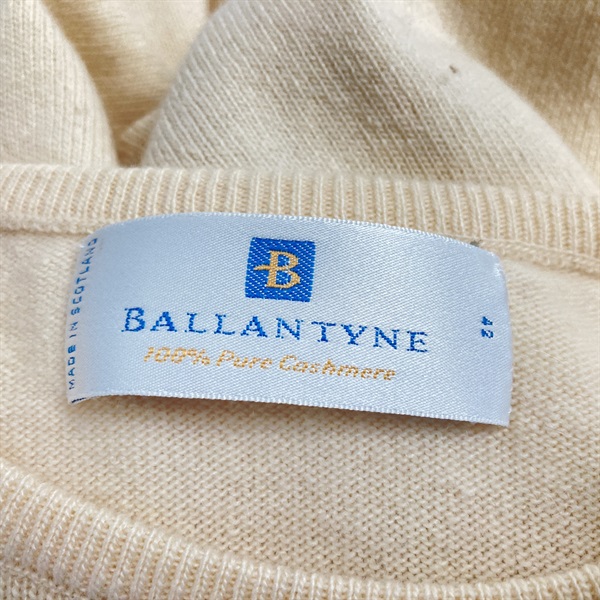 B
BALLANTYNE
100% Pure Cashmere
MADE IN SCOTLAND
42